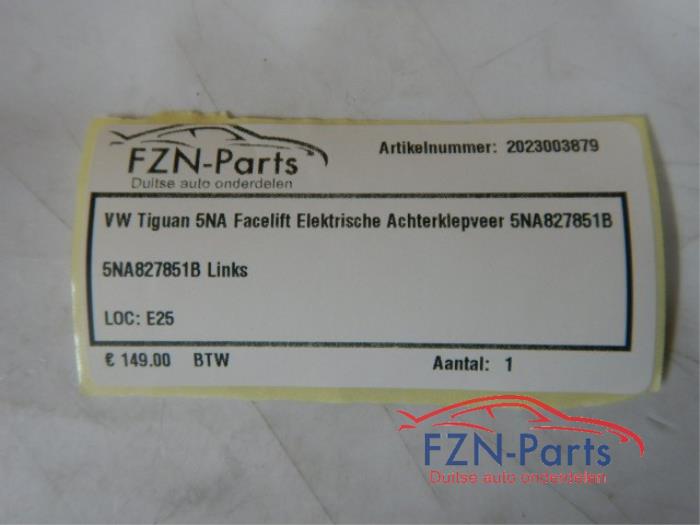 FZN-Parts
Duitse auto onderdelen
Artikelnummer: 2023003879
VW Tiguan 5NA Facelift Elektrische Achterklepveer 5NA827851B
5NA827851B Links
LOC: E25
€ 149.00 BTW Aantal: 1
FZN-Parts
Duitse auto onderdelen